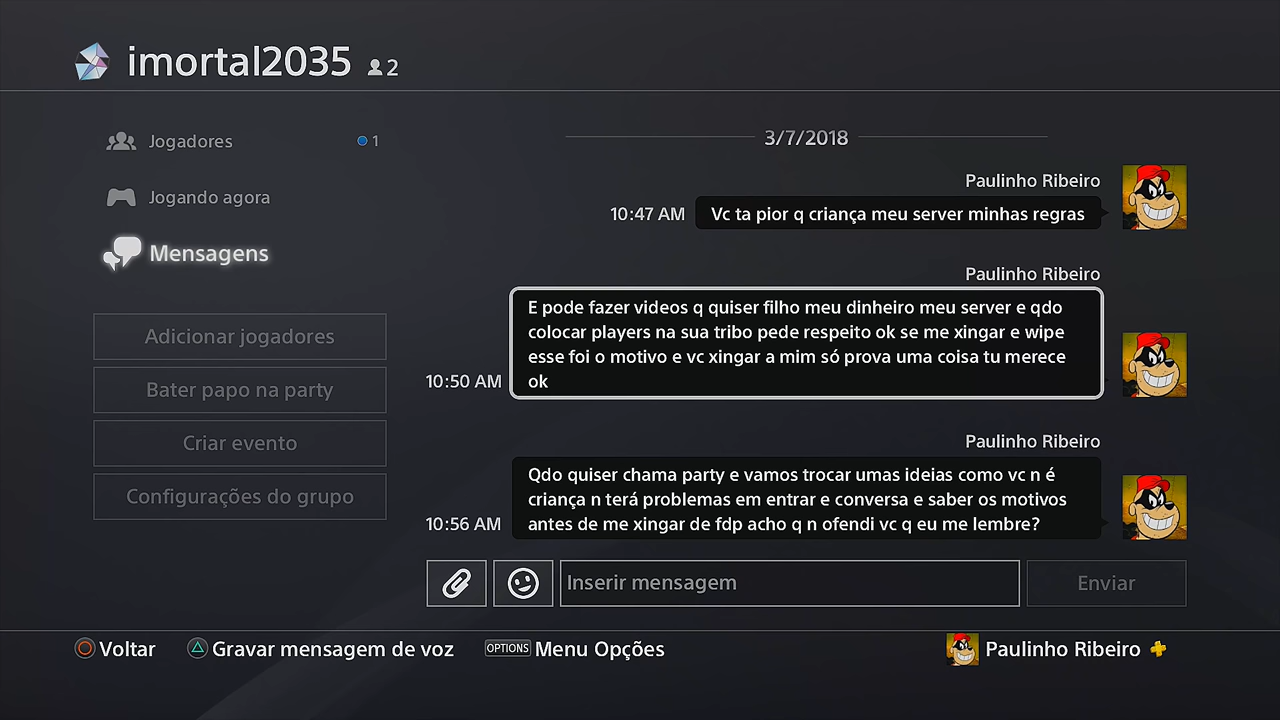 imortal2035 2
Jogadores 1
Jogando agora
Mensagens
Adicionar jogadores
Bater papo na party
Criar evento
Configurações do grupo
3/7/2018
Paulinho Ribeiro
10:47 AM Vc ta pior q criança meu server minhas regras
Paulinho Ribeiro
E pode fazer videos q quiser filho meu dinheiro meu server e qdo
colocar players na sua tribo pede respeito ok se me xingar e wipe
esse foi o motivo e vc xingar a mim só prova uma coisa tu merece
10:50 AM ok
Paulinho Ribeiro
Qdo quiser chama party e vamos trocar umas ideias como vc n é
criança n terá problemas em entrar e conversa e saber os motivos
10:56 AM antes de me xingar de fdp acho q n ofendi vc q eu me lembre?
Inserir mensagem
Enviar
Voltar
Gravar mensagem de voz
OPTIONS Menu Opções
Paulinho Ribeiro